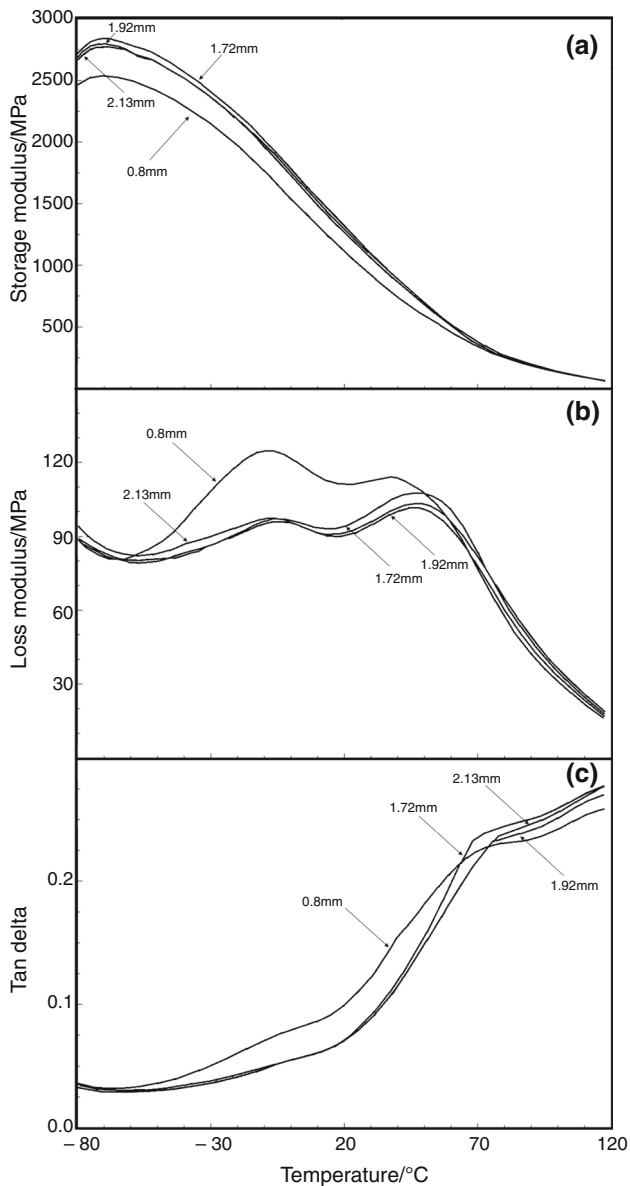 3000
2500
2000
1500
1000
500
Storage modulus/MPa
(a)
1.92mm
1.72mm
2.13mm
0.8mm
120
90
60
30
Loss modulus/MPa
(b)
0.8mm
2.13mm
1.92mm
1.72mm
0.2
0.1
0.0
Tan delta
(c)
2.13mm
1.72mm
1.92mm
0.8mm
– 80
– 30
20
70
120
Temperature/°C